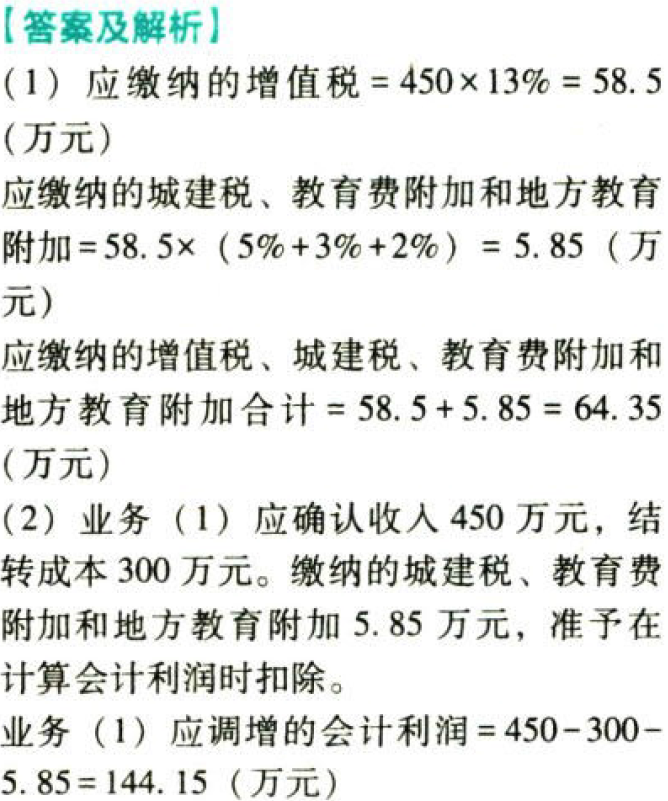 【答案及解析】
(1) 应缴纳的增值税 = 450×13% = 58.5
(万元)
应缴纳的城建税、教育费附加和地方教育
附加=58.5× (5%+3%+2%) = 5.85 (万
元)
应缴纳的增值税、城建税、教育费附加和
地方教育附加合计 = 58.5+5.85 = 64.35
(万元)
(2) 业务 (1) 应确认收入 450 万元, 结
转成本 300 万元。缴纳的城建税、教育费
附加和地方教育附加 5.85 万元, 准予在
计算会计利润时扣除。
业务 (1) 应调增的会计利润 = 450-300-
5.85=144.15 (万元)